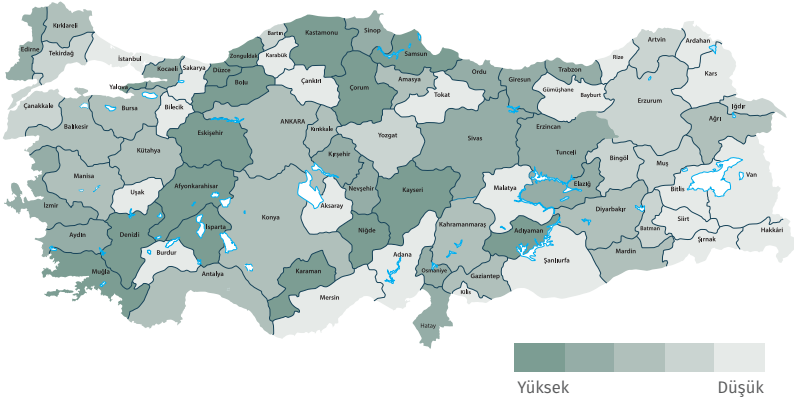 Kırklareli
Edirne
Tekirdağ
İstanbul
Kocaeli
Yalova
Sakarya
Düzce
Bolu
Zonguldak
Bartın
Karabük
Kastamonu
Sinop
Samsun
Çankırı
Çorum
Amasya
Tokat
Ordu
Giresun
Trabzon
Gümüşhane
Bayburt
Rize
Artvin
Ardahan
Kars
Iğdır
Ağrı
Erzurum
Erzincan
Çanakkale
Balıkesir
Bursa
Bilecik
Eskişehir
ANKARA
Kırıkkale
Yozgat
Sivas
Tunceli
Bingöl
Muş
Bitlis
Van
Kütahya
Manisa
Uşak
Afyonkarahisar
İzmir
Aydın
Denizli
Muğla
Burdur
Isparta
Antalya
Konya
Aksaray
Kırşehir
Nevşehir
Niğde
Kayseri
Malatya
Elazığ
Diyarbakır
Batman
Siirt
Şırnak
Hakkâri
Karaman
Mersin
Adana
Osmaniye
Kahramanmaraş
Adıyaman
Şanlıurfa
Mardin
Gaziantep
Kilis
Hatay
Yüksek
Düşük